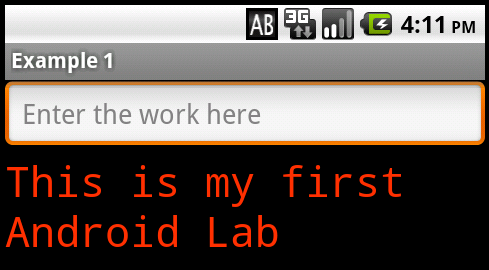 AB 3G 4:11 PM
Example 1
Enter the work here
This is my first
Android Lab